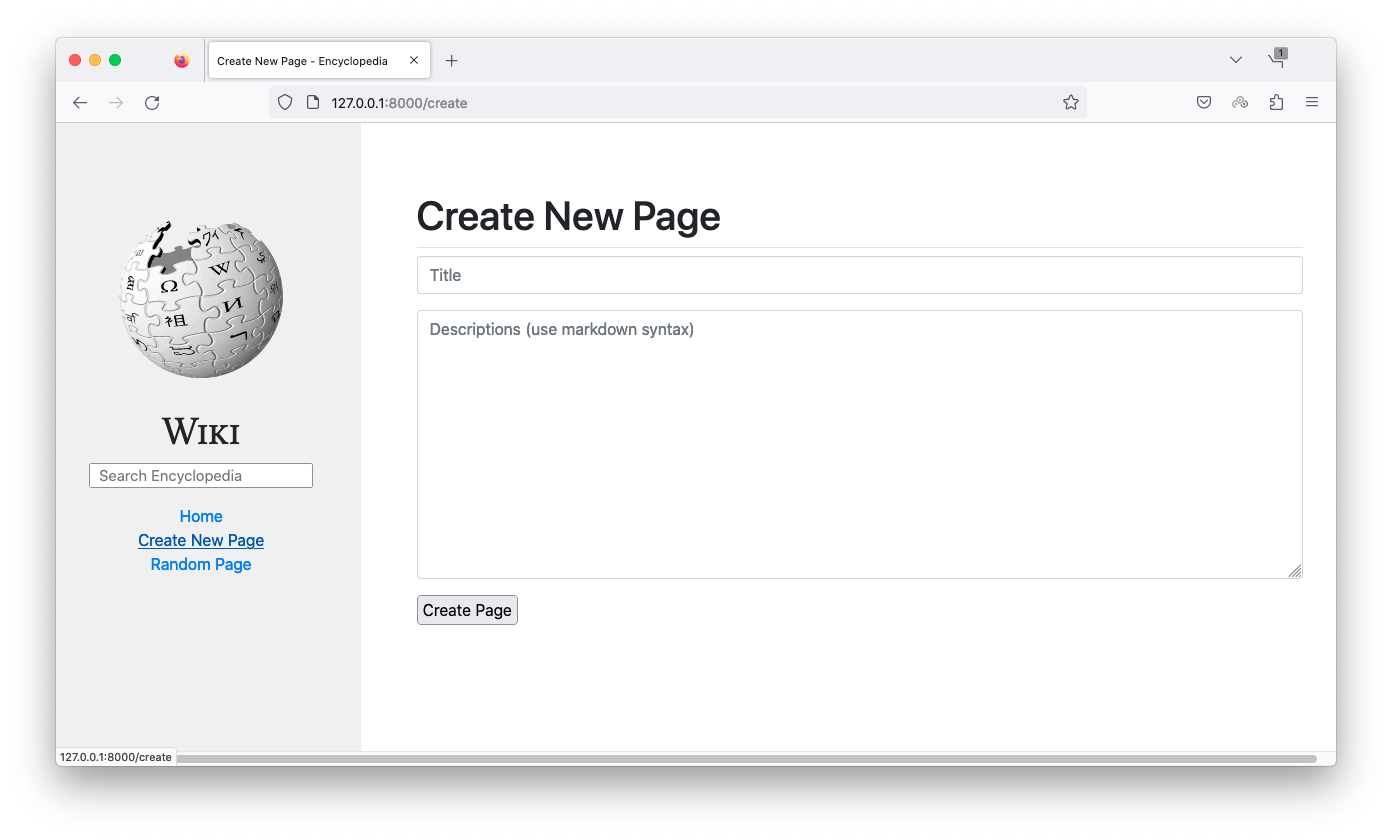 Create New Page - Encyclopedia
1
127.0.0.1:8000/create
Wiki
Search Encyclopedia
Home
Create New Page
Random Page
Create New Page
Title
Descriptions (use markdown syntax)
Create Page
127.0.0.1:8000/create